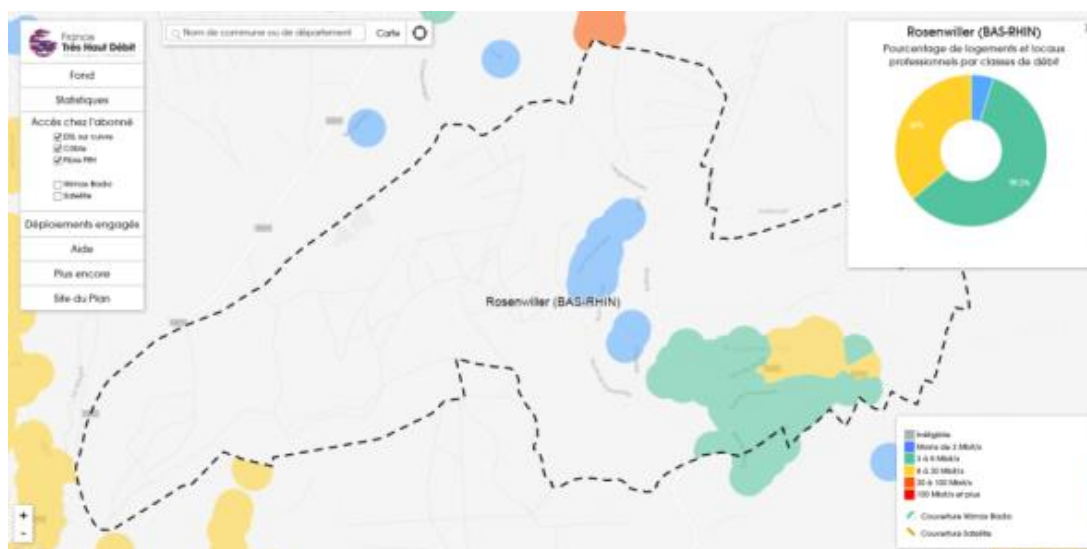 France
Très Haut Débit
Fond
Statistiques
Accès chez l'abonné
DSL sur cuivre
Câble
Fibre FttH
Wimax Radio
Satellite
Déploiements engagés
Aide
Plus encore
Site du Plan
Nom de commune ou de département
Carte
Rosenwiller (BAS-RHIN)
Pourcentage de logements et locaux
professionnels par classes de débit
Rosenwiller (BAS-RHIN)
Inéligible
Moins de 3 Mbit/s
3 à 8 Mbit/s
8 à 30 Mbit/s
30 à 100 Mbit/s
100 Mbit/s et plus
Couverture Wimax Radio
Couverture Satellite
+
-